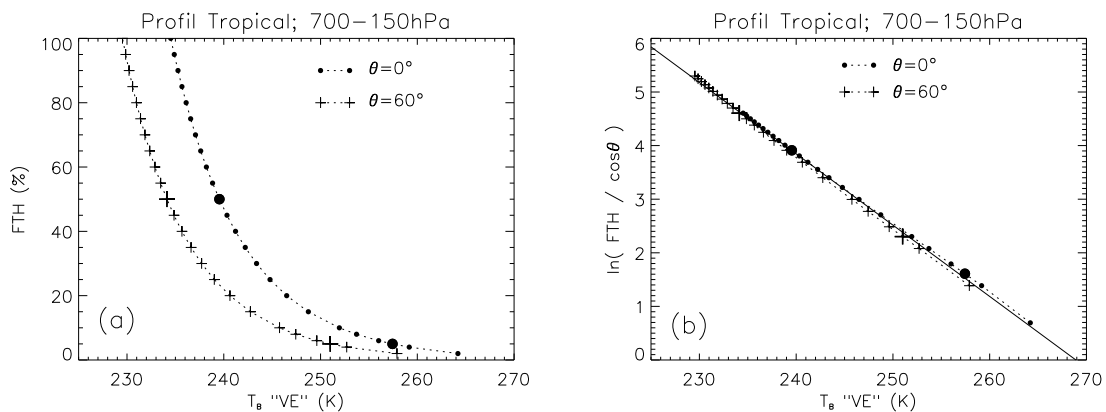 Profil Tropical; 700-150hPa
100
80
60
40
20
0
FTH (%)
θ=0°
θ=60°
(a)
230 240 250 260 270
T_B "VE" (K)
Profil Tropical; 700-150hPa
6
5
4
3
2
1
0
ln( FTH / cosθ )
θ=0°
θ=60°
(b)
230 240 250 260 270
T_B "VE" (K)